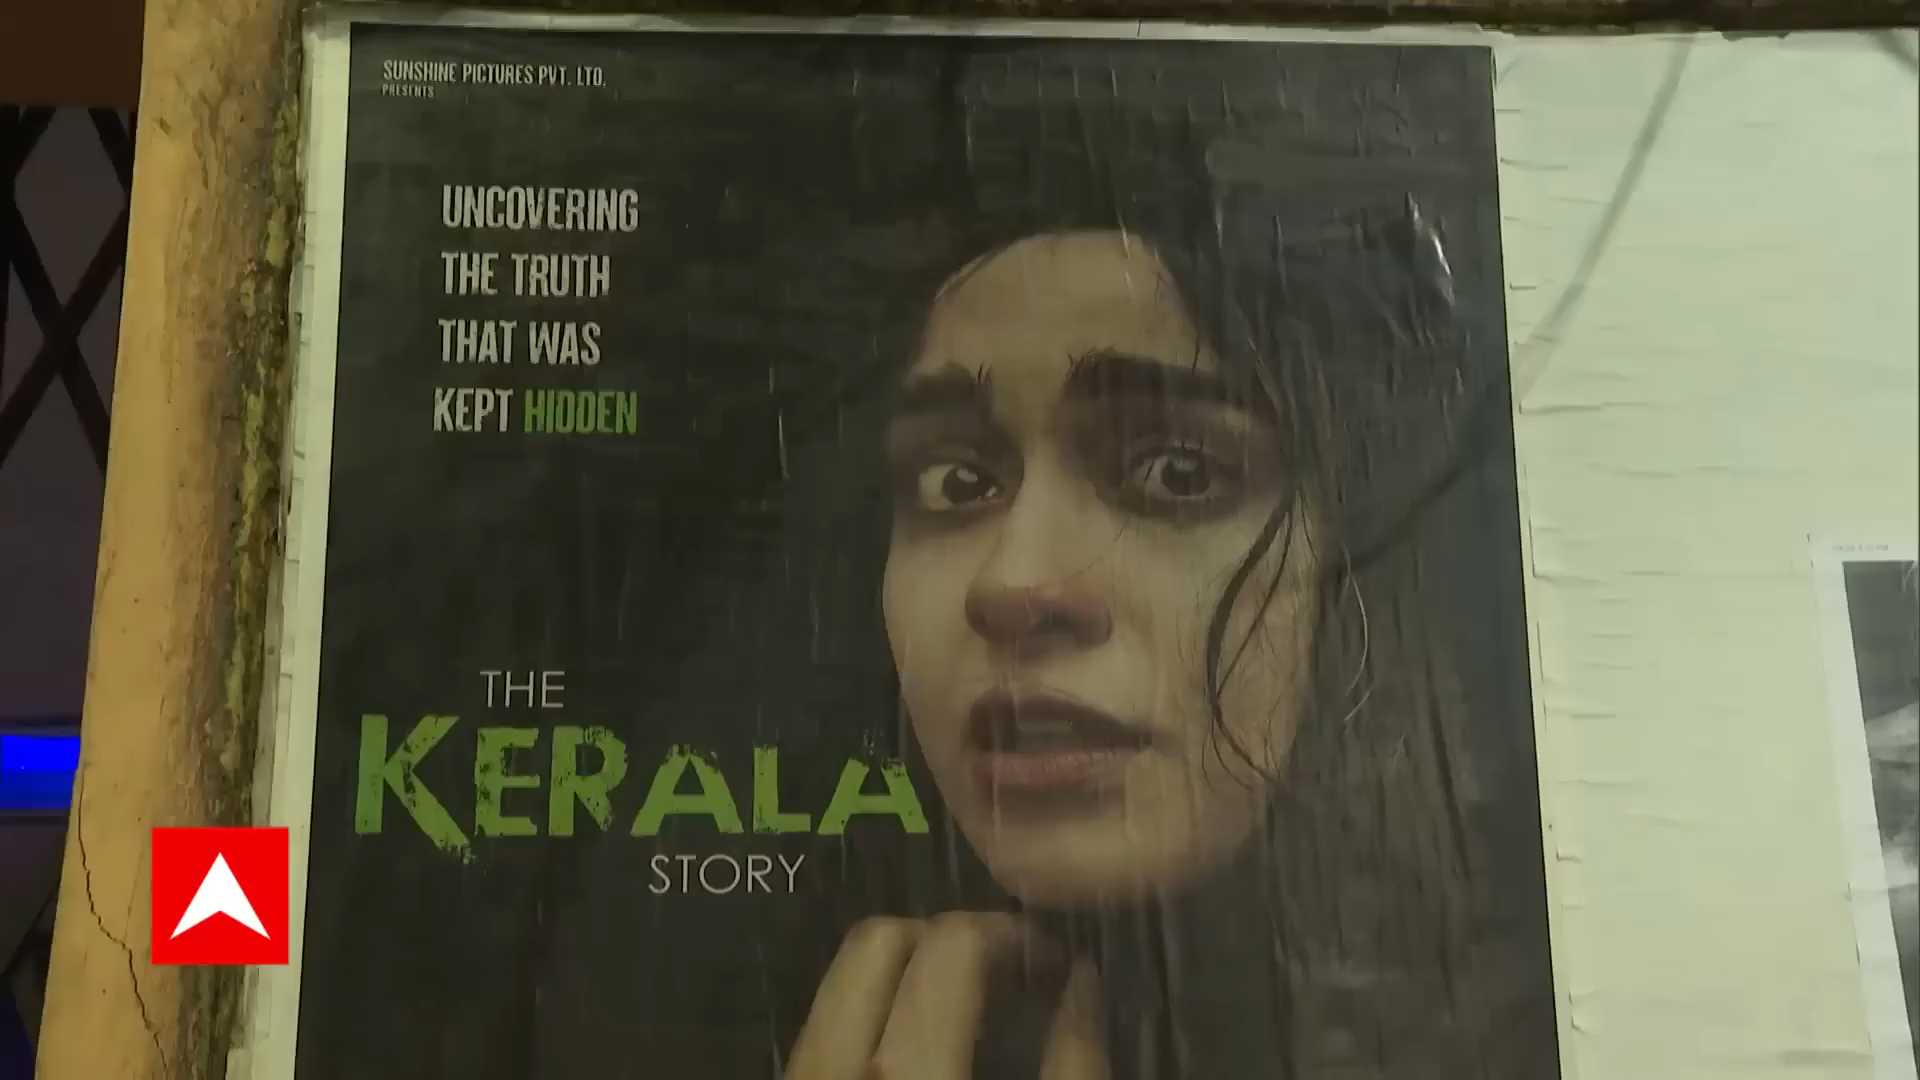 SUNSHINE PICTURES PVT. LTD.
PRESENTS
UNCOVERING
THE TRUTH
THAT WAS
KEPT HIDDEN
THE
KERALA
STORY